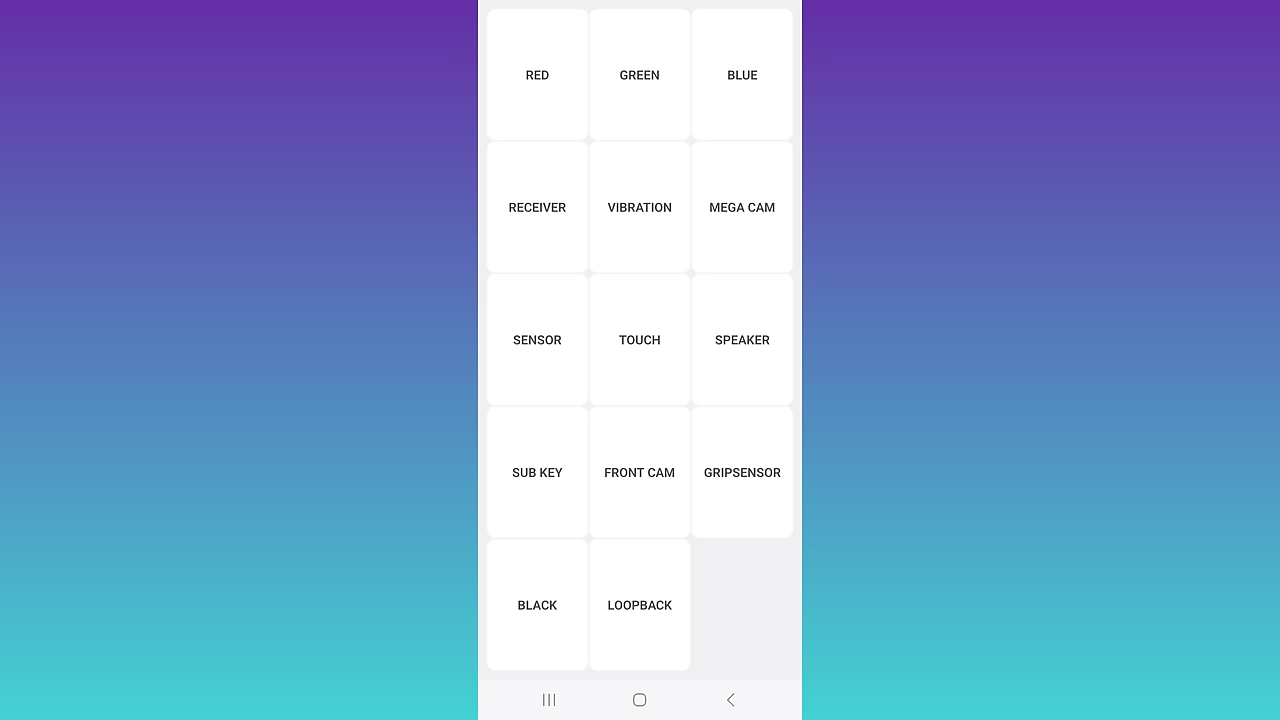 RED GREEN BLUE
RECEIVER VIBRATION MEGA CAM
SENSOR TOUCH SPEAKER
SUB KEY FRONT CAM GRIPSENSOR
BLACK LOOPBACK